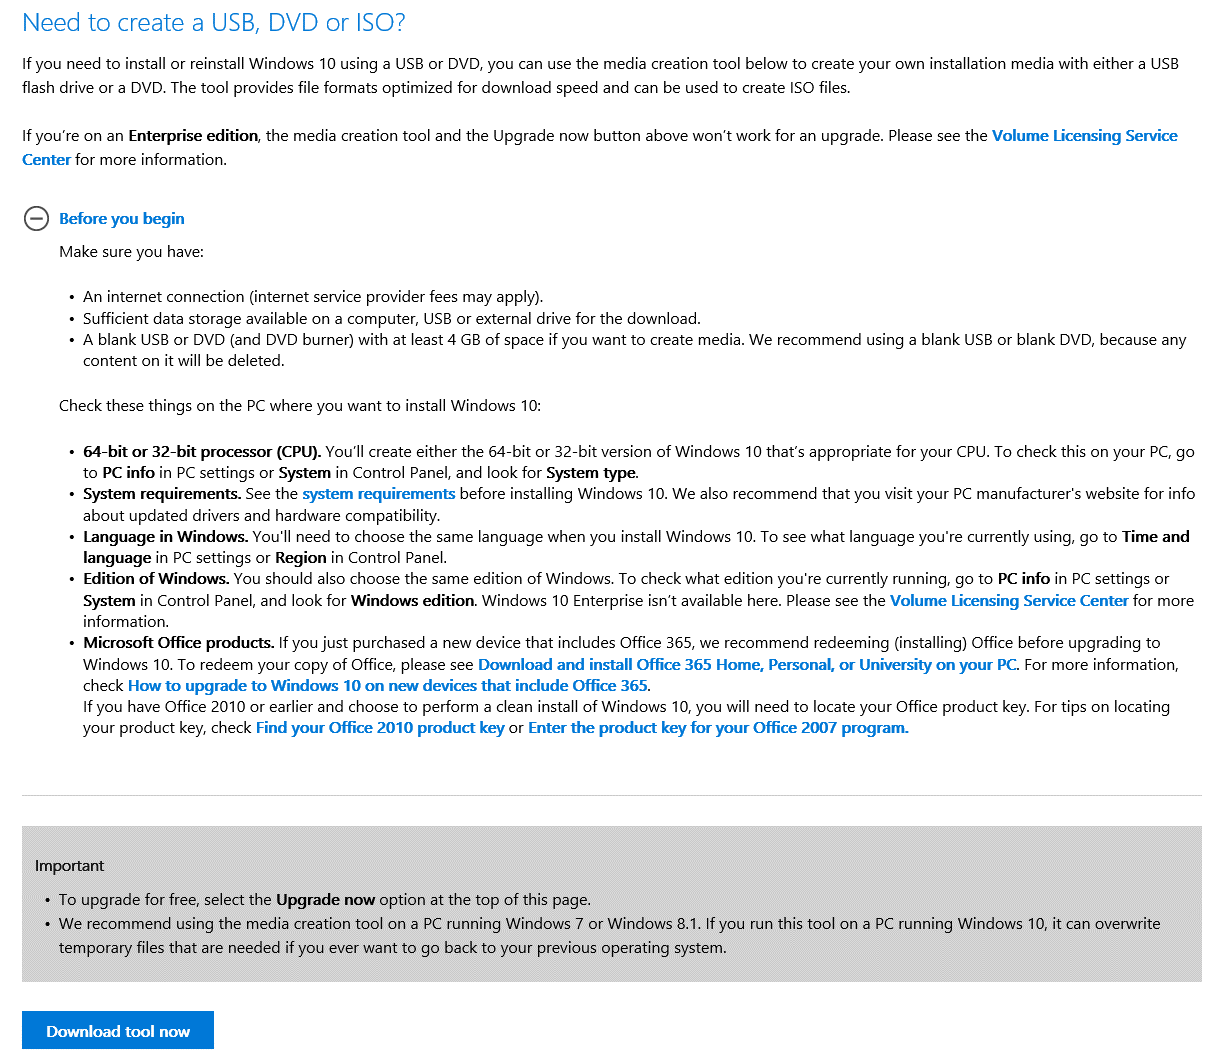 Need to create a USB, DVD or ISO?
If you need to install or reinstall Windows 10 using a USB or DVD, you can use the media creation tool below to create your own installation media with either a USB
flash drive or a DVD. The tool provides file formats optimized for download speed and can be used to create ISO files.
If you’re on an Enterprise edition, the media creation tool and the Upgrade now button above won’t work for an upgrade. Please see the Volume Licensing Service
Center for more information.
Before you begin
Make sure you have:
• An internet connection (internet service provider fees may apply).
• Sufficient data storage available on a computer, USB or external drive for the download.
• A blank USB or DVD (and DVD burner) with at least 4 GB of space if you want to create media. We recommend using a blank USB or blank DVD, because any
content on it will be deleted.
Check these things on the PC where you want to install Windows 10:
• 64-bit or 32-bit processor (CPU). You’ll create either the 64-bit or 32-bit version of Windows 10 that’s appropriate for your CPU. To check this on your PC, go
to PC info in PC settings or System in Control Panel, and look for System type.
• System requirements. See the system requirements before installing Windows 10. We also recommend that you visit your PC manufacturer's website for info
about updated drivers and hardware compatibility.
• Language in Windows. You'll need to choose the same language when you install Windows 10. To see what language you're currently using, go to Time and
language in PC settings or Region in Control Panel.
• Edition of Windows. You should also choose the same edition of Windows. To check what edition you're currently running, go to PC info in PC settings or
System in Control Panel, and look for Windows edition. Windows 10 Enterprise isn’t available here. Please see the Volume Licensing Service Center for more
information.
• Microsoft Office products. If you just purchased a new device that includes Office 365, we recommend redeeming (installing) Office before upgrading to
Windows 10. To redeem your copy of Office, please see Download and install Office 365 Home, Personal, or University on your PC. For more information,
check How to upgrade to Windows 10 on new devices that include Office 365.
If you have Office 2010 or earlier and choose to perform a clean install of Windows 10, you will need to locate your Office product key. For tips on locating
your product key, check Find your Office 2010 product key or Enter the product key for your Office 2007 program.
Important
• To upgrade for free, select the Upgrade now option at the top of this page.
• We recommend using the media creation tool on a PC running Windows 7 or Windows 8.1. If you run this tool on a PC running Windows 10, it can overwrite
temporary files that are needed if you ever want to go back to your previous operating system.
Download tool now